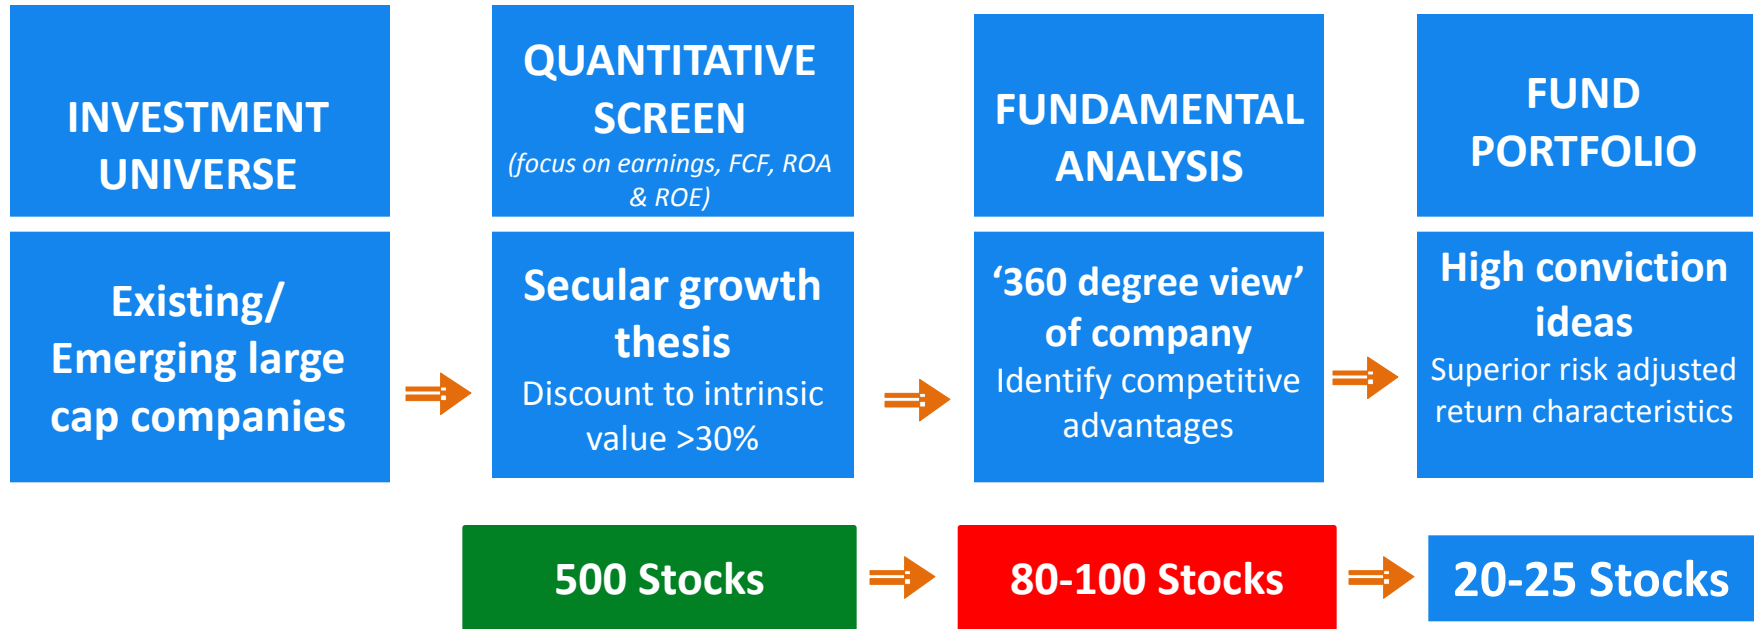 INVESTMENT
UNIVERSE
QUANTITATIVE
SCREEN
(focus on earnings, FCF, ROA
& ROE)
FUNDAMENTAL
ANALYSIS
FUND
PORTFOLIO
Existing/
Emerging large
cap companies
Secular growth
thesis
Discount to intrinsic
value >30%
‘360 degree view’
of company
Identify competitive
advantages
High conviction
ideas
Superior risk adjusted
return characteristics
500 Stocks
80-100 Stocks
20-25 Stocks